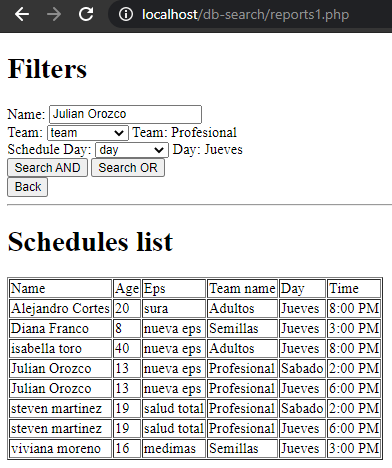 localhost/db-search/reports1.php
Filters
Name: Julian Orozco
Team: team Team: Profesional
Schedule Day: day Day: Jueves
Search AND Search OR
Back
Schedules list
Name Age Eps Team name Day Time
Alejandro Cortes 20 sura Adultos Jueves 8:00 PM
Diana Franco 8 nueva eps Semillas Jueves 3:00 PM
isabella toro 40 nueva eps Adultos Jueves 8:00 PM
Julian Orozco 13 nueva eps Profesional Sabado 2:00 PM
Julian Orozco 13 nueva eps Profesional Jueves 6:00 PM
steven martinez 19 salud total Profesional Sabado 2:00 PM
steven martinez 19 salud total Profesional Jueves 6:00 PM
viviana moreno 16 medimas Semillas Jueves 3:00 PM